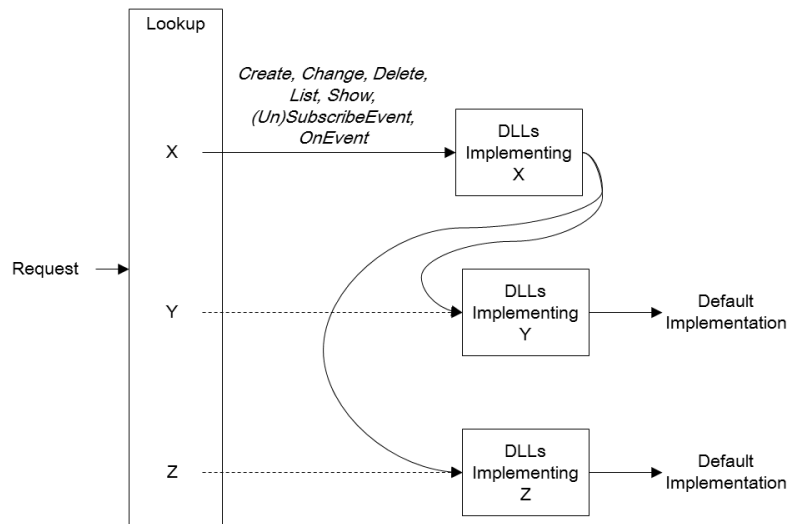 Lookup
Create, Change, Delete,
List, Show,
(Un)SubscribeEvent,
OnEvent
X
DLLs
Implementing
X
Request
Y
DLLs
Implementing
Y
Default
Implementation
Z
DLLs
Implementing
Z
Default
Implementation